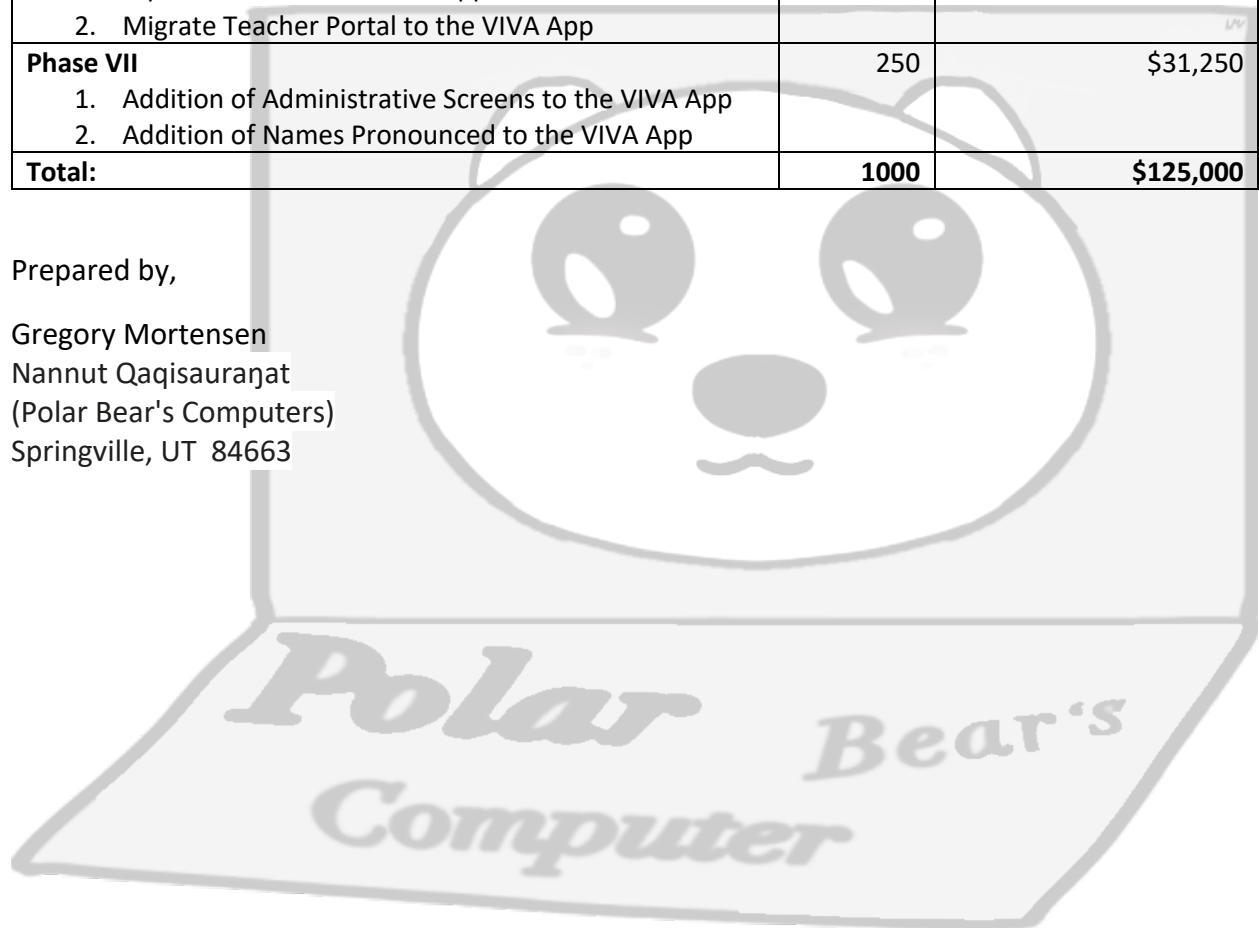 2. Migrate Teacher Portal to the VIVA App
Phase VII 250 $31,250
1. Addition of Administrative Screens to the VIVA App
2. Addition of Names Pronounced to the VIVA App
Total: 1000 $125,000
Prepared by,
Gregory Mortensen
Nannut Qaqisauraŋat
(Polar Bear's Computers)
Springville, UT 84663
Polar Bear's
Computer